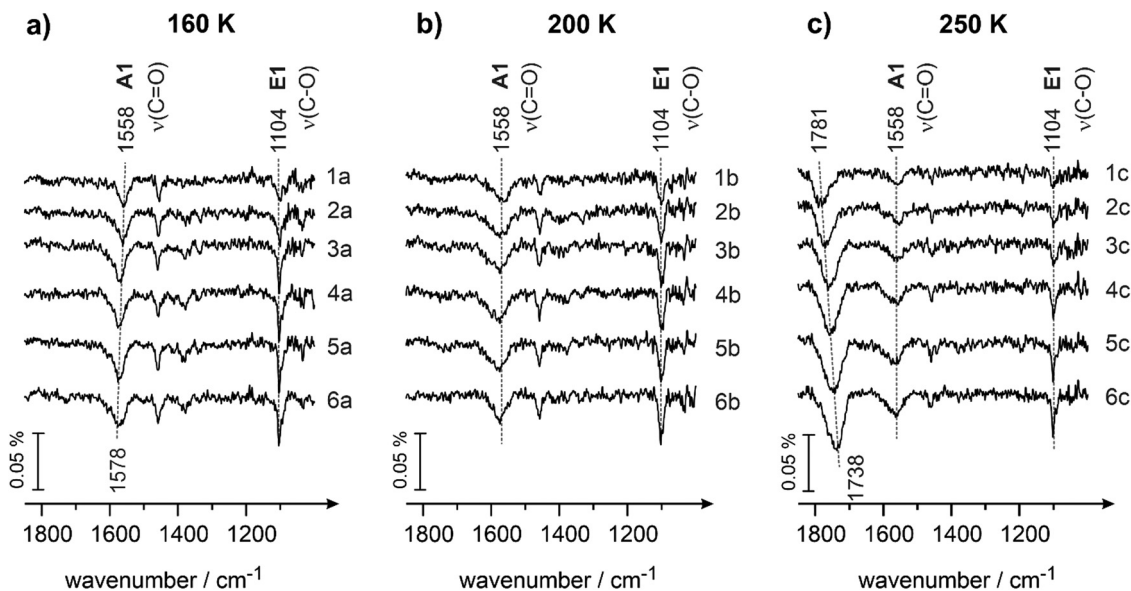 a) 160 K
1558 A1
ν(C=O)
1104 E1
ν(C-O)
1a
2a
3a
4a
5a
6a
0.05 %
1578
1800 1600 1400 1200
wavenumber / cm-1
b) 200 K
1558 A1
ν(C=O)
1104 E1
ν(C-O)
1b
2b
3b
4b
5b
6b
0.05 %
1800 1600 1400 1200
wavenumber / cm-1
c) 250 K
1781
1558 A1
ν(C=O)
1104 E1
ν(C-O)
1c
2c
3c
4c
5c
6c
0.05 %
1738
1800 1600 1400 1200
wavenumber / cm-1